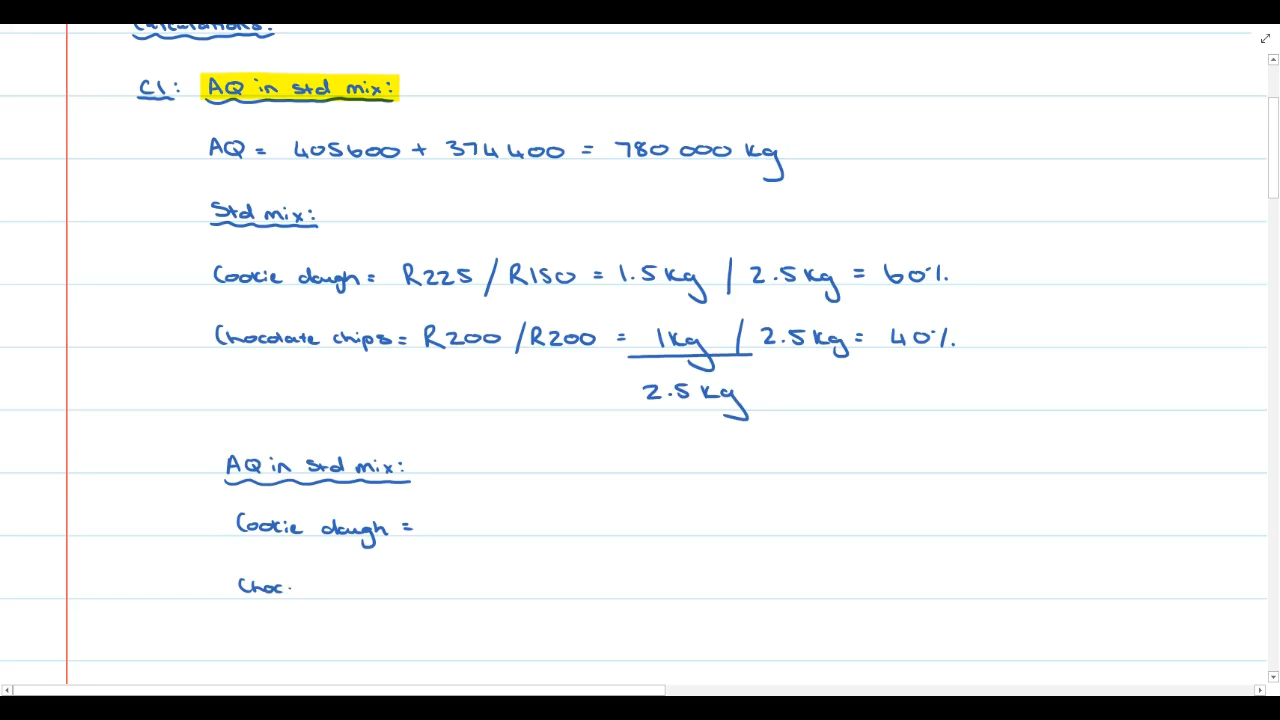 Calculations:
C1: AQ in std mix:
AQ = 405600 + 374400 = 780 000 kg
Std mix:
Cookie dough = R225 / R150 = 1.5 kg / 2.5 kg = 60%.
Chocolate chips = R200 / R200 = 1 kg / 2.5 kg = 40%.
2.5 kg
AQ in std mix:
Cookie dough =
Choc.